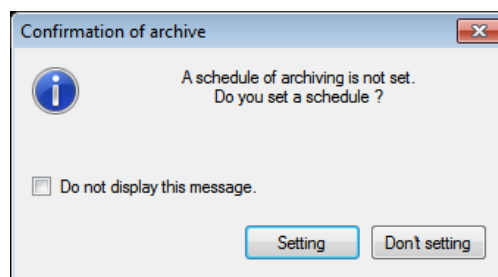 Confirmation of archive
A schedule of archiving is not set.
Do you set a schedule ?
Do not display this message.
Setting
Don't setting